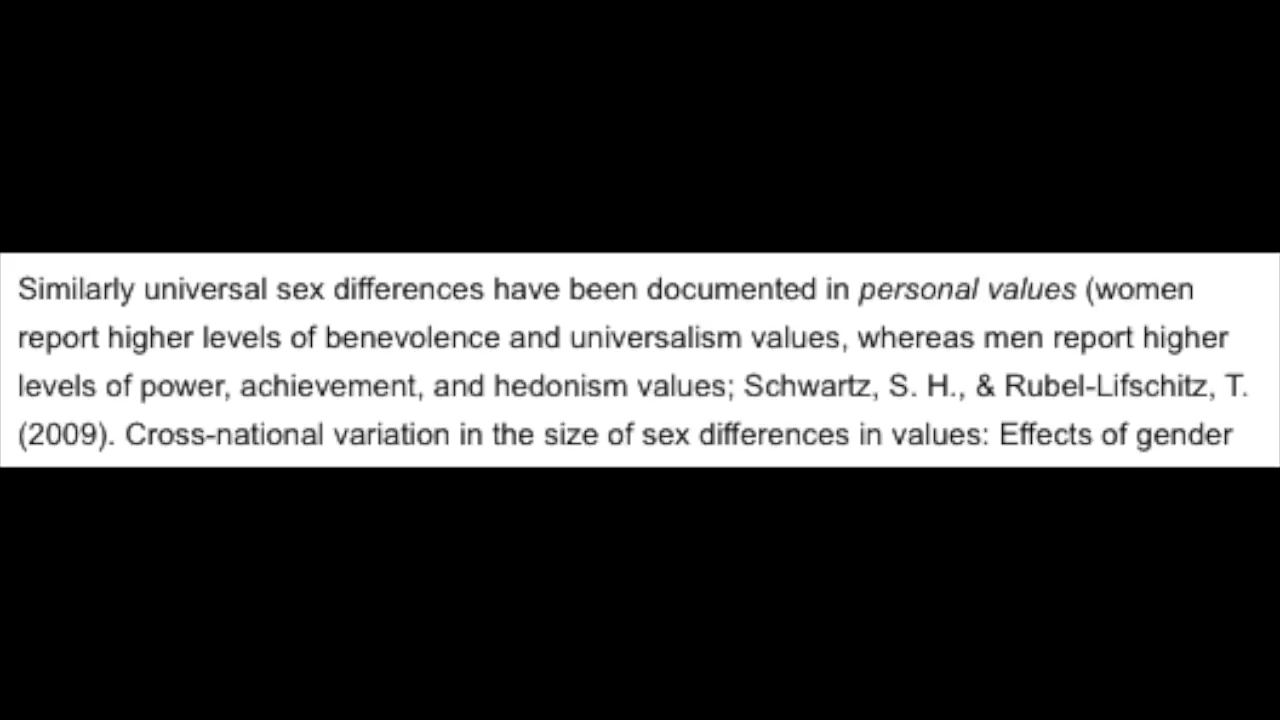 Similarly universal sex differences have been documented in personal values (women
report higher levels of benevolence and universalism values, whereas men report higher
levels of power, achievement, and hedonism values; Schwartz, S. H., & Rubel-Lifschitz, T.
(2009). Cross-national variation in the size of sex differences in values: Effects of gender